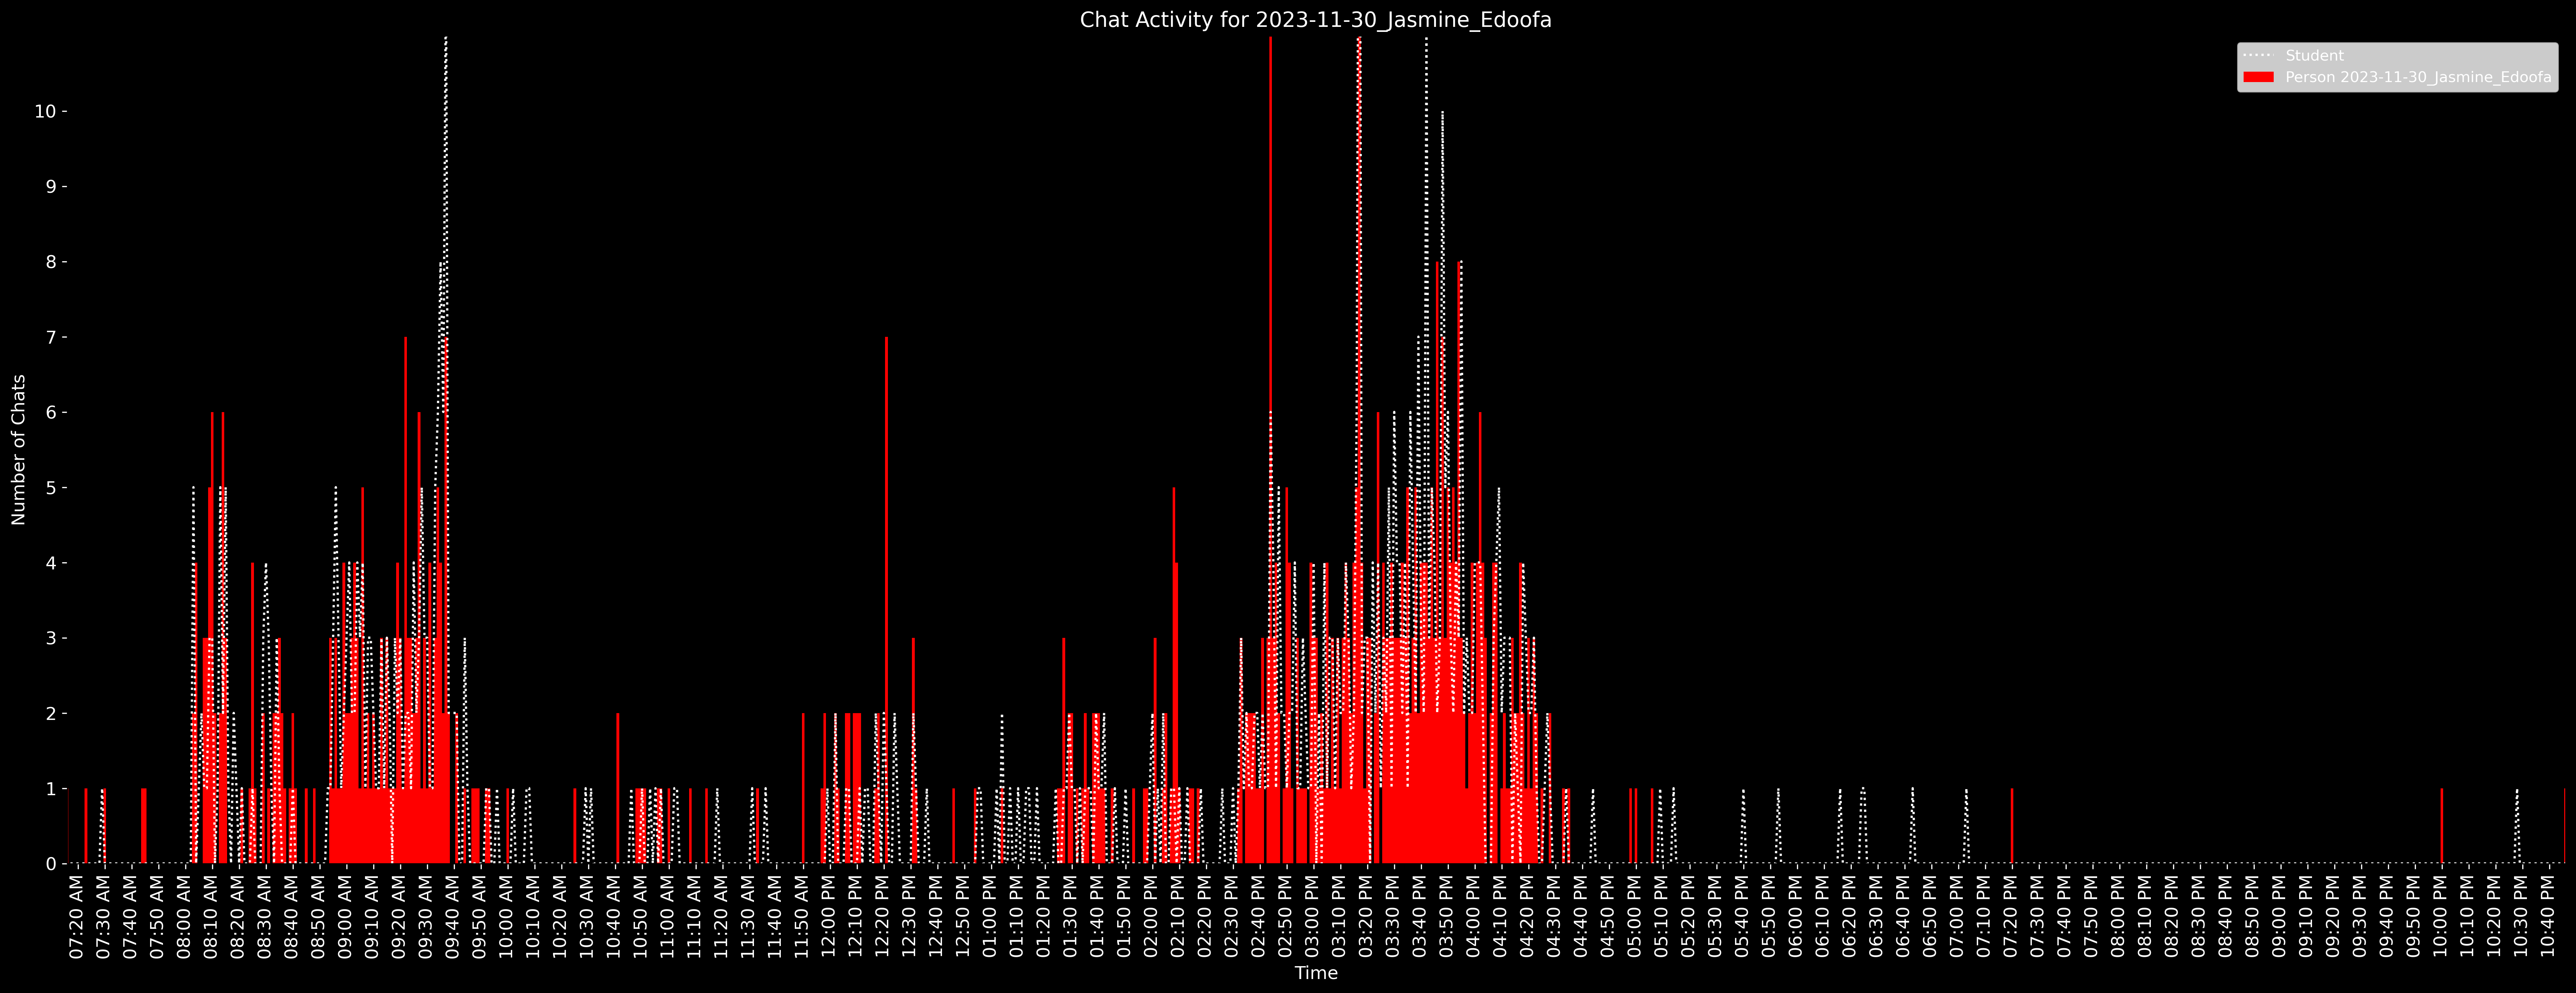 Chat Activity for 2023-11-30_Jasmine_Edoofa
Student
Person 2023-11-30_Jasmine_Edoofa
Number of Chats
10
9
8
7
6
5
4
3
2
1
0
07:20 AM
07:30 AM
07:40 AM
07:50 AM
08:00 AM
08:10 AM
08:20 AM
08:30 AM
08:40 AM
08:50 AM
09:00 AM
09:10 AM
09:20 AM
09:30 AM
09:40 AM
09:50 AM
10:00 AM
10:10 AM
10:20 AM
10:30 AM
10:40 AM
10:50 AM
11:00 AM
11:10 AM
11:20 AM
11:30 AM
11:40 AM
11:50 AM
12:00 PM
12:10 PM
12:20 PM
12:30 PM
12:40 PM
12:50 PM
01:00 PM
01:10 PM
01:20 PM
01:30 PM
01:40 PM
01:50 PM
02:00 PM
02:10 PM
02:20 PM
02:30 PM
02:40 PM
02:50 PM
03:00 PM
03:10 PM
03:20 PM
03:30 PM
03:40 PM
03:50 PM
04:00 PM
04:10 PM
04:20 PM
04:30 PM
04:40 PM
04:50 PM
05:00 PM
05:10 PM
05:20 PM
05:30 PM
05:40 PM
05:50 PM
06:00 PM
06:10 PM
06:20 PM
06:30 PM
06:40 PM
06:50 PM
07:00 PM
07:10 PM
07:20 PM
07:30 PM
07:40 PM
07:50 PM
08:00 PM
08:10 PM
08:20 PM
08:30 PM
08:40 PM
08:50 PM
09:00 PM
09:10 PM
09:20 PM
09:30 PM
09:40 PM
09:50 PM
10:00 PM
10:10 PM
10:20 PM
10:30 PM
10:40 PM
Time